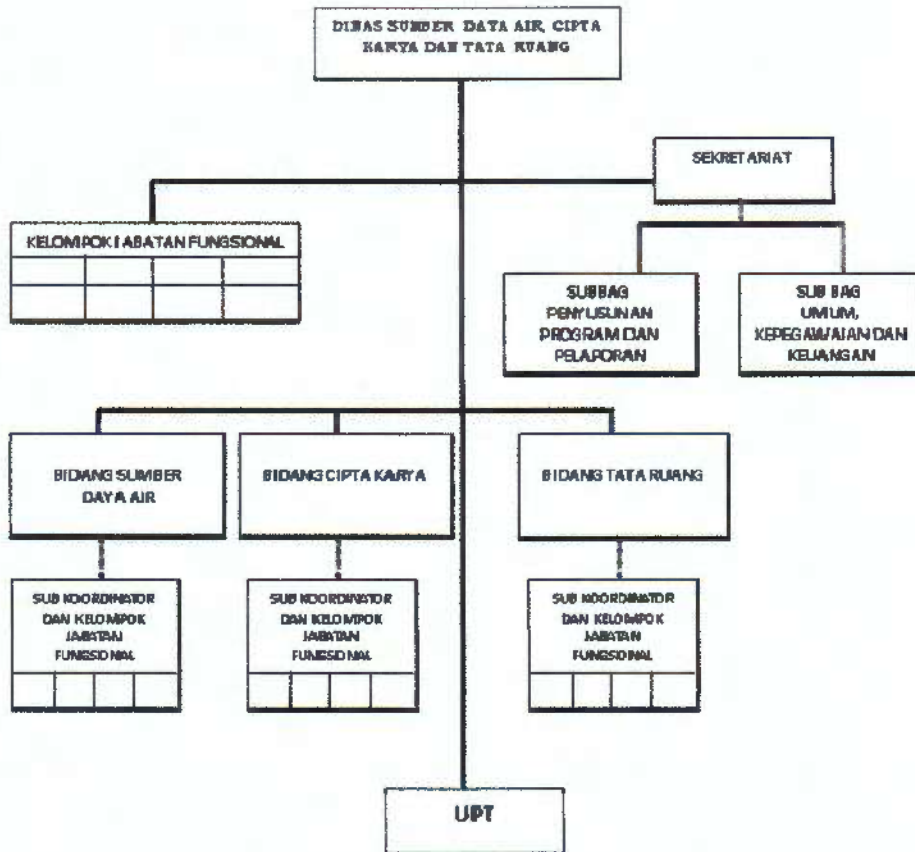 DINAS SUMBER DAYA AIR, CIPTA
KARYA DAN TATA RUANG
SEKRETARIAT
KELOMPOK JABATAN FUNGSIONAL
SUBBAG
PENYUSUNAN
PROGRAM DAN
PELAPORAN
SUB BAG
UMUM,
KEPEGAWAIAN DAN
KEUANGAN
BIDANG SUMBER
DAYA AIR
BIDANG CIPTA KARYA
BIDANG TATA RUANG
SUB KOORDINATOR
DAN KELOMPOK
JABATAN
FUNGSIONAL
SUB KOORDINATOR
DAN KELOMPOK
JABATAN
FUNGSIONAL
SUB KOORDINATOR
DAN KELOMPOK
JABATAN
FUNGSIONAL
UPT